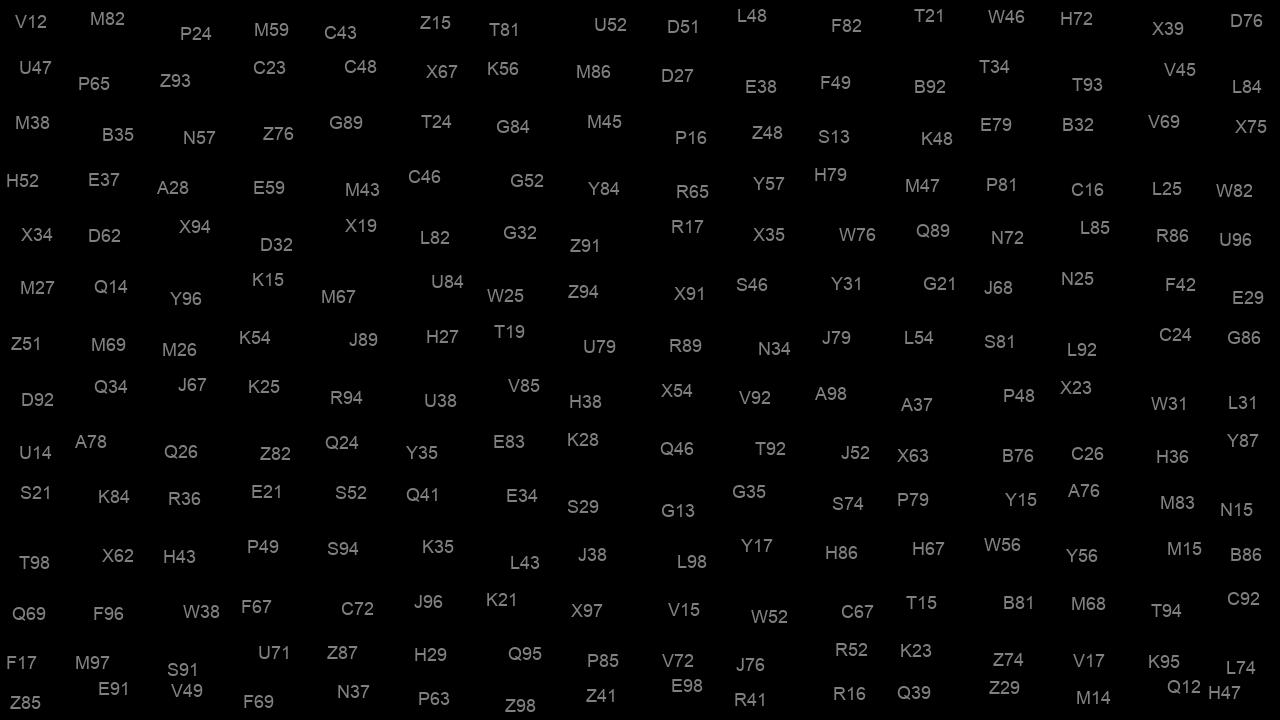 V12 M82 P24 M59 C43 Z15 T81 U52 D51 L48 F82 T21 W46 H72 X39 D76
U47 P65 Z93 C23 C48 X67 K56 M86 D27 E38 F49 B92 T34 T93 V45 L84
M38 B35 N57 Z76 G89 T24 G84 M45 P16 Z48 S13 K48 E79 B32 V69 X75
H52 E37 A28 E59 M43 C46 G52 Y84 R65 Y57 H79 M47 P81 C16 L25 W82
X34 D62 X94 D32 X19 L82 G32 Z91 R17 X35 W76 Q89 N72 L85 R86 U96
M27 Q14 Y96 K15 M67 U84 W25 Z94 X91 S46 Y31 G21 J68 N25 F42 E29
Z51 M69 M26 K54 J89 H27 T19 U79 R89 N34 J79 L54 S81 L92 C24 G86
D92 Q34 J67 K25 R94 U38 V85 H38 X54 V92 A98 A37 P48 X23 W31 L31
U14 A78 Q26 Z82 Q24 Y35 E83 K28 Q46 T92 J52 X63 B76 C26 H36 Y87
S21 K84 R36 E21 S52 Q41 E34 S29 G13 G35 S74 P79 Y15 A76 M83 N15
T98 X62 H43 P49 S94 K35 L43 J38 L98 Y17 H86 H67 W56 Y56 M15 B86
Q69 F96 W38 F67 C72 J96 K21 X97 V15 W52 C67 T15 B81 M68 T94 C92
F17 M97 S91 U71 Z87 H29 Q95 P85 V72 J76 R52 K23 Z74 V17 K95 L74
Z85 E91 V49 F69 N37 P63 Z98 Z41 E98 R41 R16 Q39 Z29 M14 Q12 H47